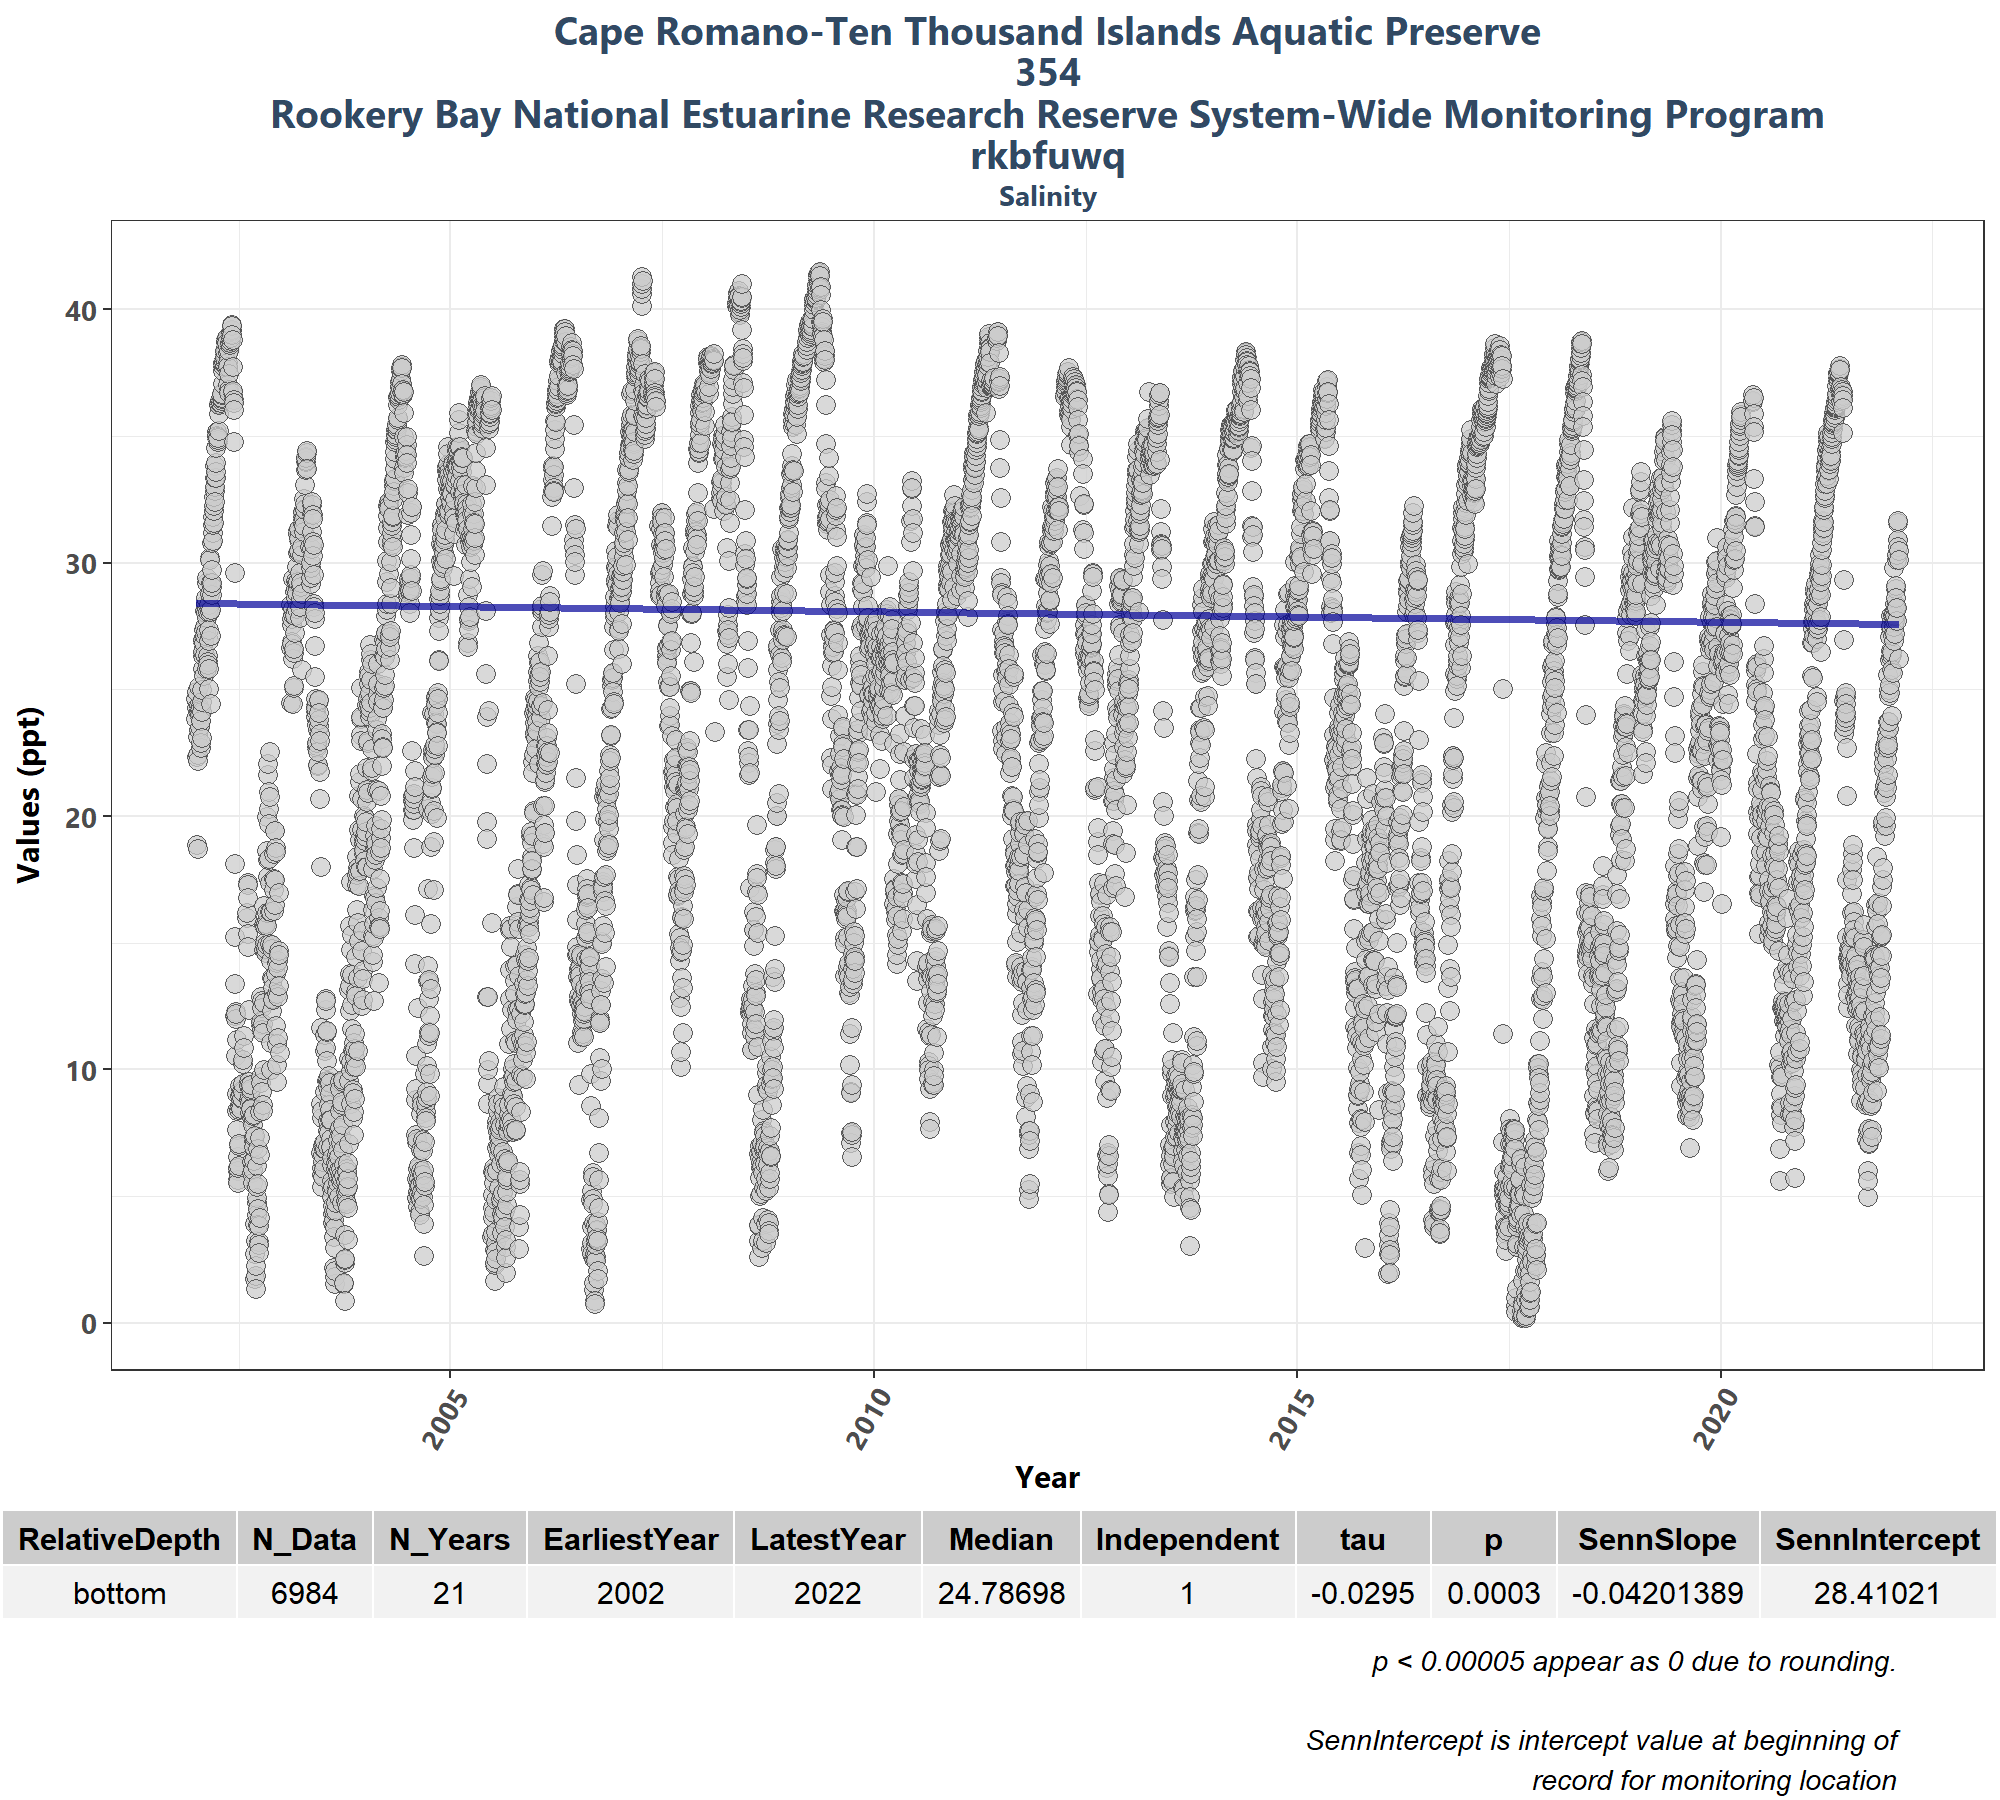 Cape Romano-Ten Thousand Islands Aquatic Preserve
354
Rookery Bay National Estuarine Research Reserve System-Wide Monitoring Program
rkbfuwq
Salinity
Values (ppt)
40
30
20
10
0
2005 2010 2015 2020
Year
RelativeDepth N_Data N_Years EarliestYear LatestYear Median Independent tau p SennSlope SennIntercept
bottom 6984 21 2002 2022 24.78698 1 -0.0295 0.0003 -0.04201389 28.41021
p < 0.00005 appear as 0 due to rounding.
SennIntercept is intercept value at beginning of
record for monitoring location